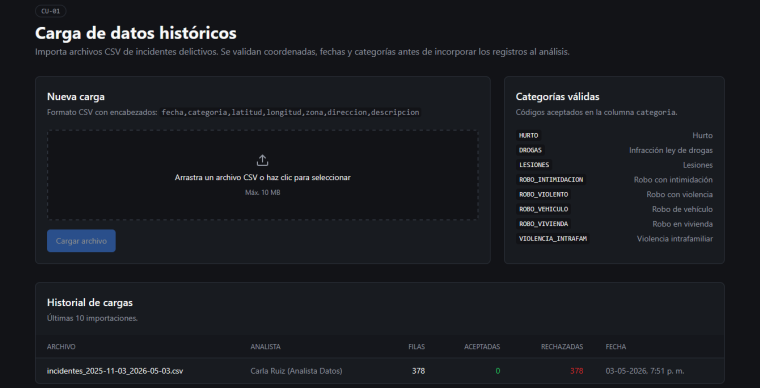 CU-01
Carga de datos históricos
Importa archivos CSV de incidentes delictivos. Se validan coordenadas, fechas y categorías antes de incorporar los registros al análisis.
Nueva carga
Formato CSV con encabezados: fecha,categoria,latitud,longitud,zona,direccion,descripcion
Arrastra un archivo CSV o haz clic para seleccionar
Máx. 10 MB
Cargar archivo
Categorías válidas
Códigos aceptados en la columna categoria.
HURTO Hurto
DROGAS Infracción ley de drogas
LESIONES Lesiones
ROBO_INTIMIDACION Robo con intimidación
ROBO_VIOLENTO Robo con violencia
ROBO_VEHICULO Robo de vehículo
ROBO_VIVIENDA Robo en vivienda
VIOLENCIA_INTRAFAM Violencia intrafamiliar
Historial de cargas
Últimas 10 importaciones.
ARCHIVO ANALISTA FILAS ACEPTADAS RECHAZADAS FECHA
incidentes_2025-11-03_2026-05-03.csv Carla Ruiz (Analista Datos) 378 0 378 03-05-2026, 7:51 p. m.